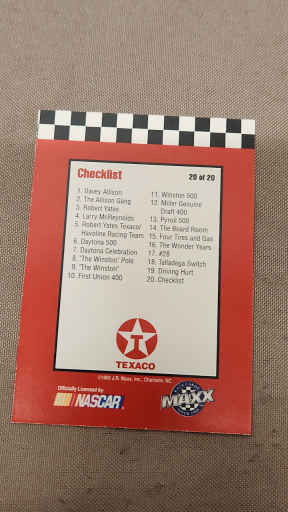 Checklist
20 of 20
1. Davey Allison
2. The Allison Gang
3. Robert Yates
4. Larry McReynolds
5. Robert Yates Texaco/
Havoline Racing Team
6. Daytona 500
7. Daytona Celebration
8. "The Winston" Pole
9. "The Winston"
10. First Union 400
11. Winston 500
12. Miller Genuine
Draft 400
13. Pyroil 500
14. The Board Room
15. Four Tires and Gas
16. The Wonder Years
17. #28
18. Talladega Switch
19. Driving Hurt
20. Checklist
TEXACO
J.R. Maxx, Inc., Charlotte, NC
Officially Licensed by
NASCAR
MAXX